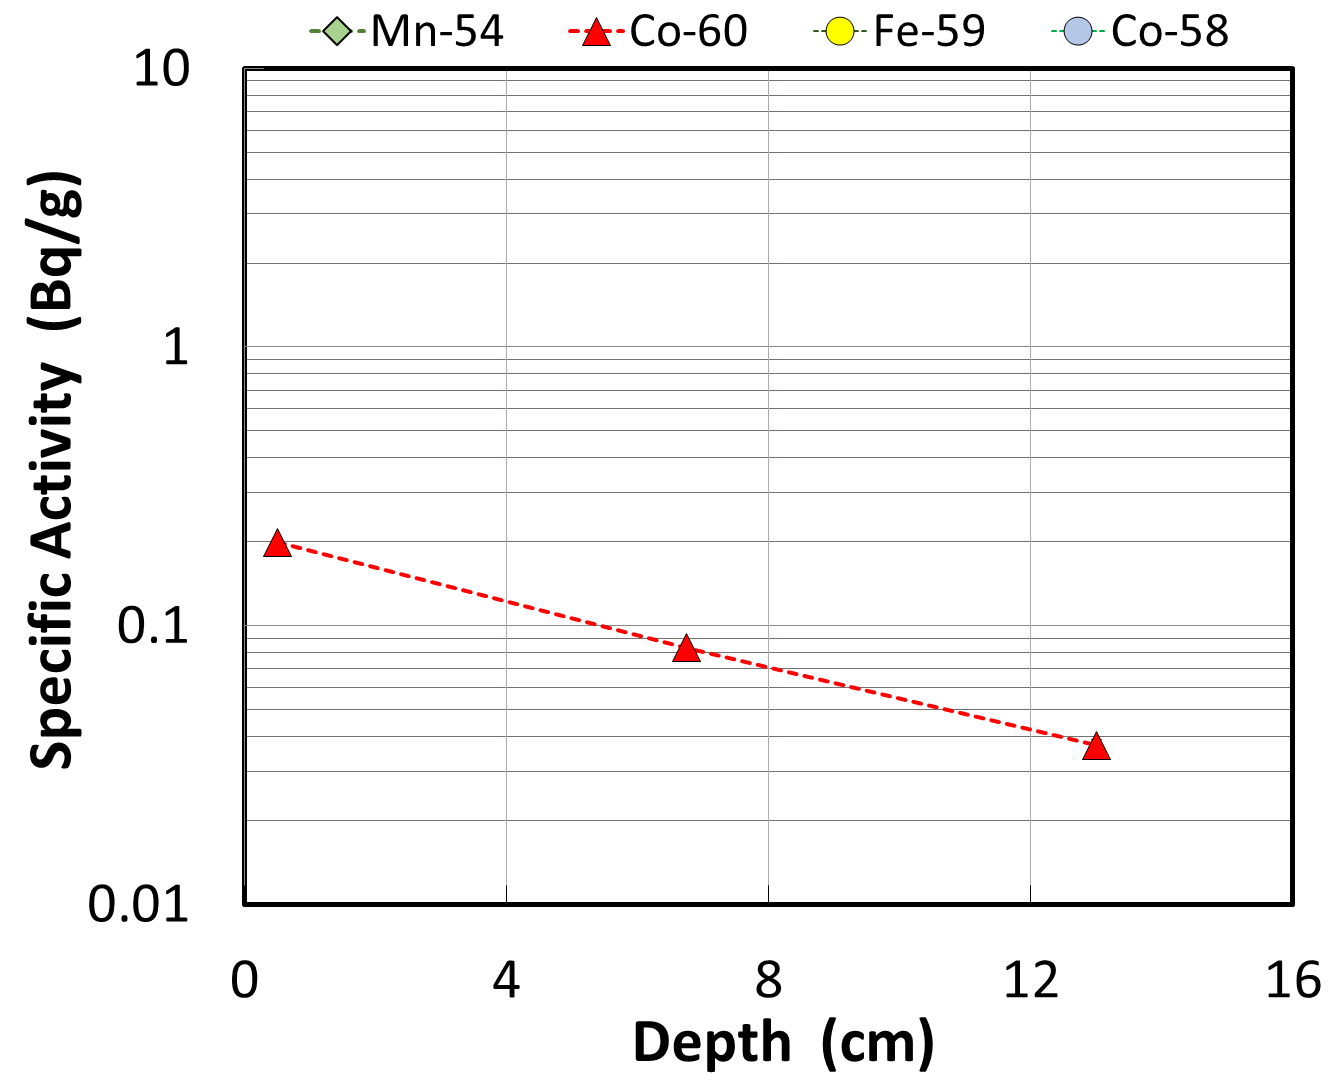 Mn-54 Co-60 Fe-59 Co-58
10
1
0.1
0.01
Specific Activity (Bq/g)
0 4 8 12 16
Depth (cm)